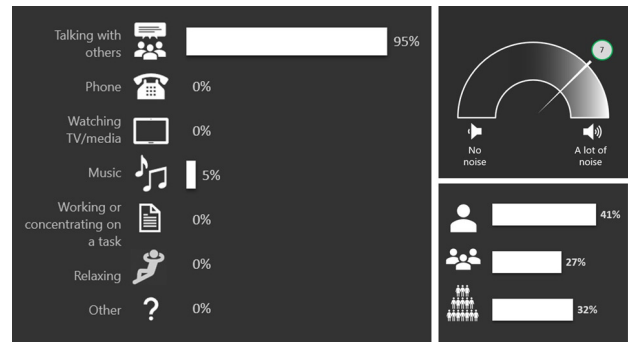 Talking with
others
95%
Phone
0%
Watching
TV/media
0%
Music
5%
Working or
concentrating on
a task
0%
Relaxing
0%
Other
?
0%
7
No
noise
A lot of
noise
41%
27%
32%